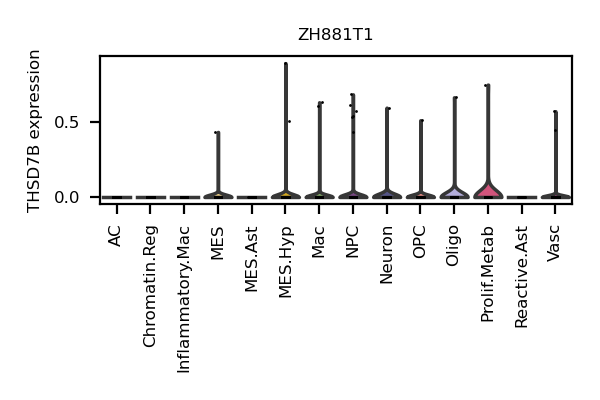 ZH881T1
THSD7B expression
0.5
0.0
AC
Chromatin.Reg
Inflammatory.Mac
MES
MES.Ast
MES.Hyp
Mac
NPC
Neuron
OPC
Oligo
Prolif.Metab
Reactive.Ast
Vasc